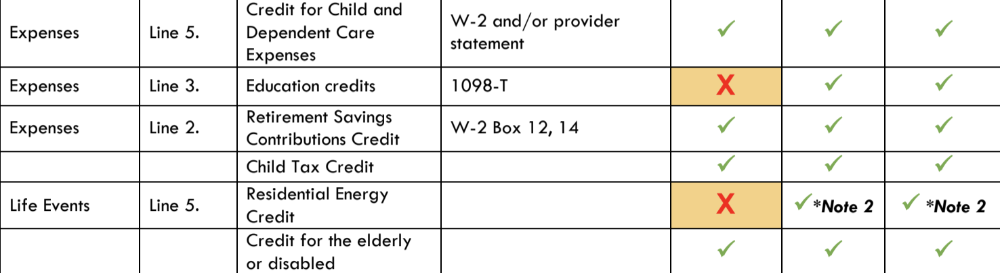 Expenses Line 5. Credit for Child and Dependent Care Expenses W-2 and/or provider statement ✓ ✓ ✓
Expenses Line 3. Education credits 1098-T X ✓ ✓
Expenses Line 2. Retirement Savings Contributions Credit W-2 Box 12, 14 ✓ ✓ ✓
Child Tax Credit ✓ ✓ ✓
Life Events Line 5. Residential Energy Credit X ✓*Note 2 ✓ *Note 2
Credit for the elderly or disabled ✓ ✓ ✓